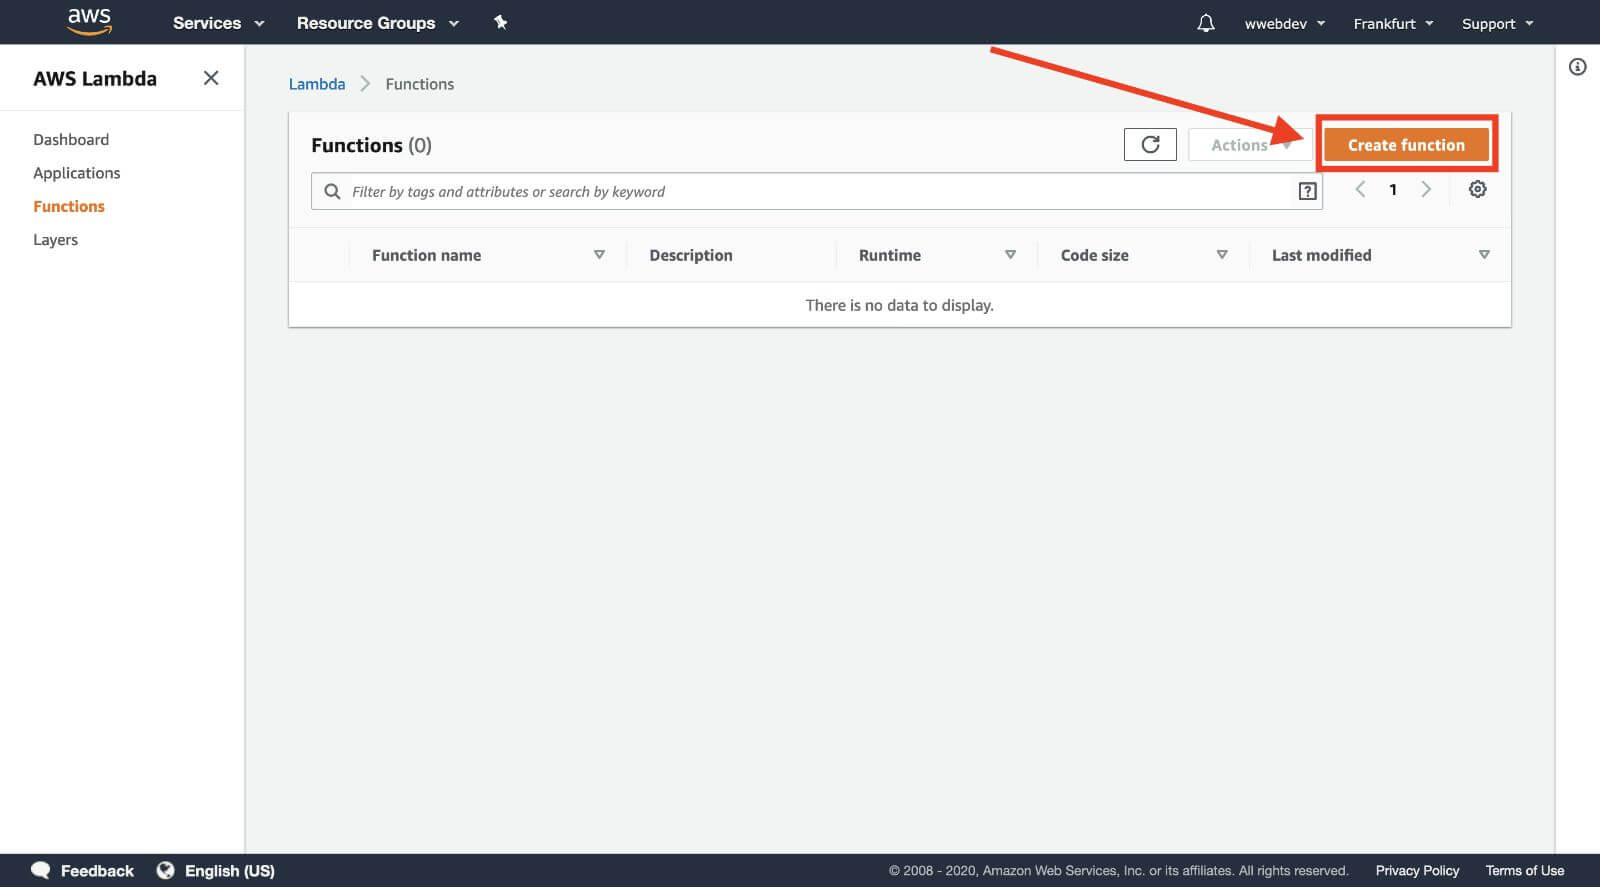 aws
Services
Resource Groups
wwebdev
Frankfurt
Support
AWS Lambda
Dashboard
Applications
Functions
Layers
Lambda
Functions
Functions (0)
Actions
Create function
Filter by tags and attributes or search by keyword
?
1
Function name
Description
Runtime
Code size
Last modified
There is no data to display.
Feedback
English (US)
© 2008 - 2020, Amazon Web Services, Inc. or its affiliates. All rights reserved.
Privacy Policy
Terms of Use